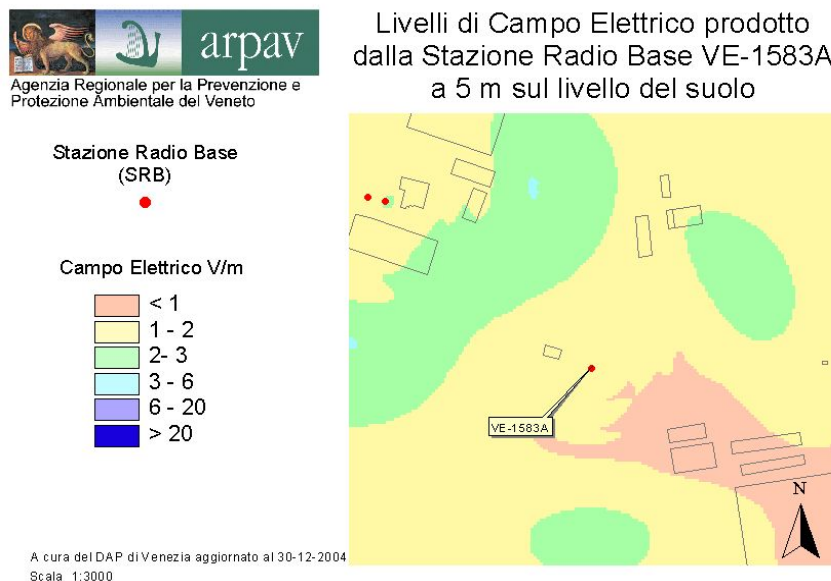 arpav
Agenzia Regionale per la Prevenzione e
Protezione Ambientale del Veneto
Livelli di Campo Elettrico prodotto
dalla Stazione Radio Base VE-1583A
a 5 m sul livello del suolo
Stazione Radio Base
(SRB)
Campo Elettrico V/m
< 1
1 - 2
2- 3
3 - 6
6 - 20
> 20
VE-1583A
N
A cura del DAP di Venezia aggiornato al 30-12-2004
Scala 1:3000